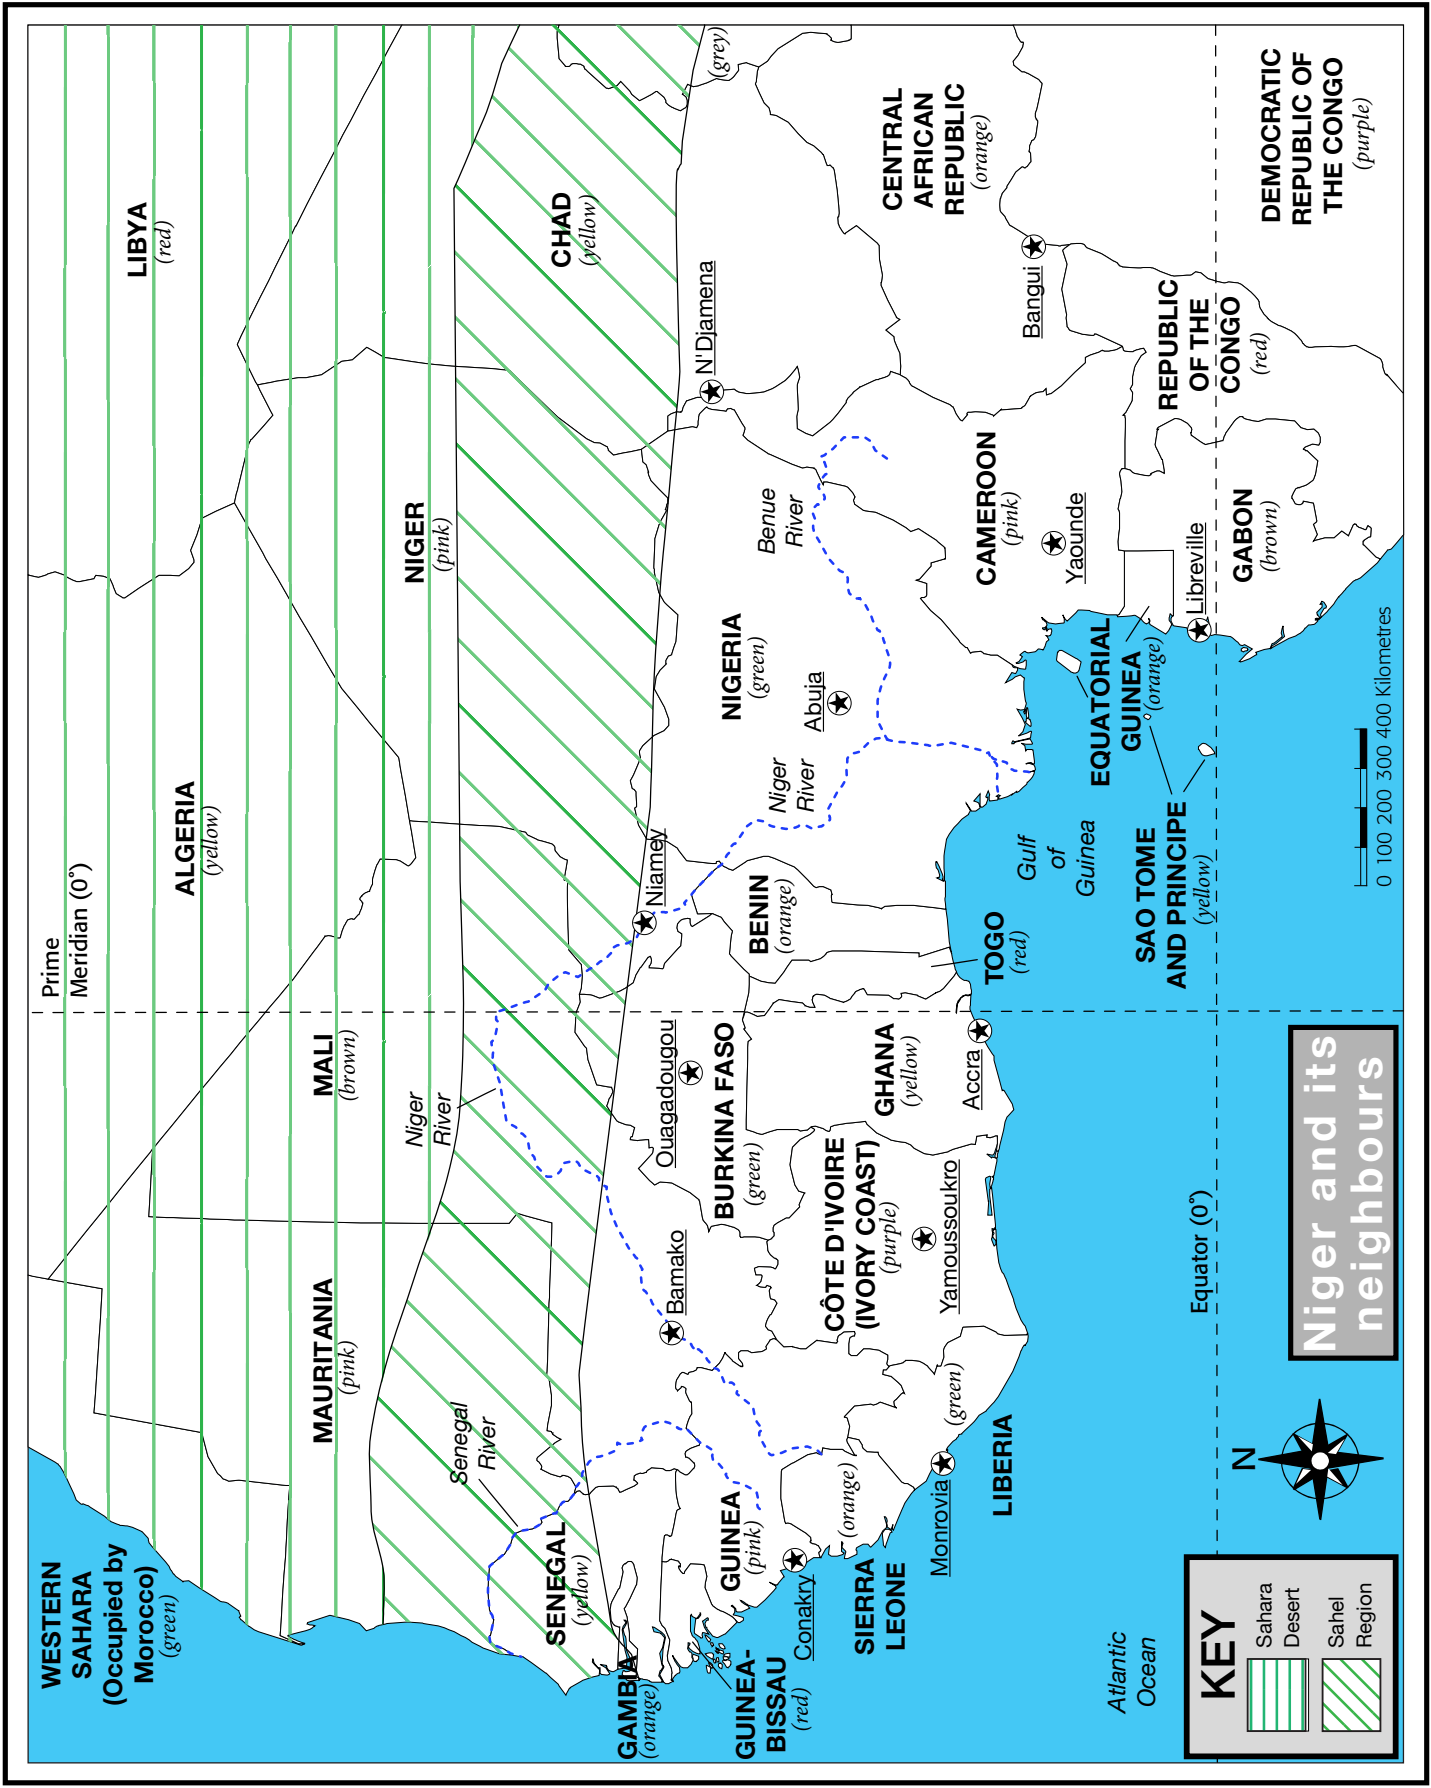 WESTERN
SAHARA
(Occupied by
Morocco)
(green)
Prime
Meridian (0°)
ALGERIA
(yellow)
LIBYA
(red)
MAURITANIA
(pink)
MALI
(brown)
NIGER
(pink)
CHAD
(yellow)
(grey)
Senegal
River
Niger
River
SENEGAL
(yellow)
GAMBIA
(orange)
GUINEA-
BISSAU
(red)
GUINEA
(pink)
Conakry
SIERRA
LEONE
(orange)
Monrovia
LIBERIA
(green)
Bamako
Ouagadougou
BURKINA FASO
(green)
CÔTE D'IVOIRE
(IVORY COAST)
(purple)
Yamoussoukro
GHANA
(yellow)
Accra
TOGO
(red)
BENIN
(orange)
Niamey
Niger
River
NIGERIA
(green)
Abuja
Benue
River
N'Djamena
CENTRAL
AFRICAN
REPUBLIC
(orange)
Bangui
CAMEROON
(pink)
Yaounde
EQUATORIAL
GUINEA
(orange)
Libreville
GABON
(brown)
REPUBLIC
OF THE
CONGO
(red)
DEMOCRATIC
REPUBLIC OF
THE CONGO
(purple)
SAO TOME
AND PRINCIPE
(yellow)
Gulf
of
Guinea
Atlantic
Ocean
Equator (0°)
0 100 200 300 400 Kilometres
N
KEY
Sahara
Desert
Sahel
Region
Niger and its
neighbours